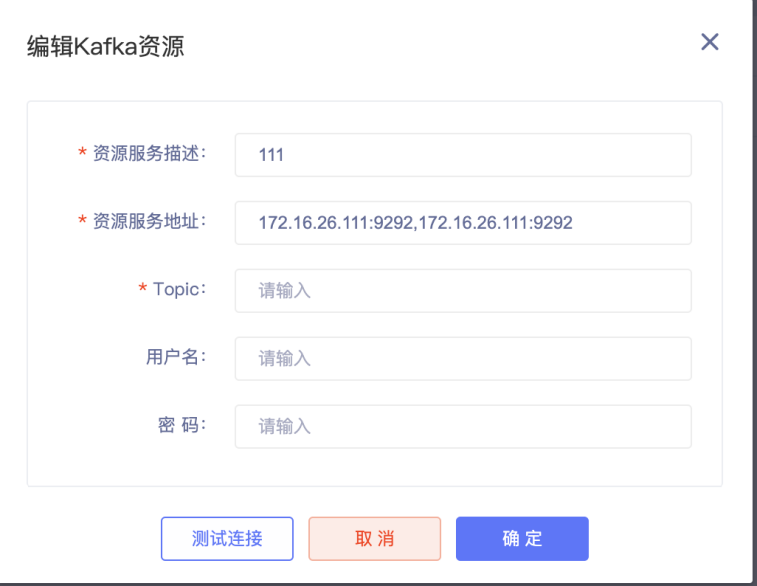 编辑Kafka资源
* 资源服务描述: 111
* 资源服务地址: 172.16.26.111:9292,172.16.26.111:9292
* Topic: 请输入
用户名: 请输入
密 码: 请输入
测试连接 取 消 确 定